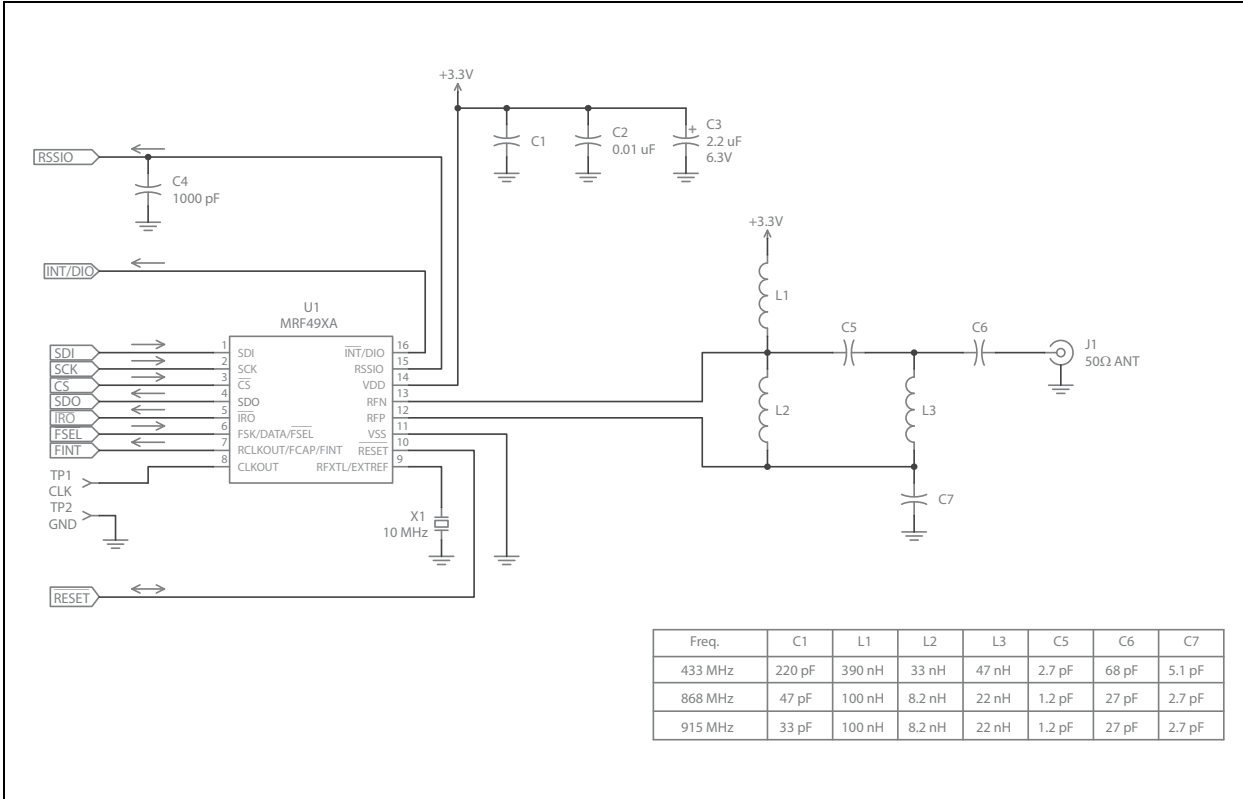 +3.3V
C1
C2
0.01 uF
+
C3
2.2 uF
6.3V
RSSIO
C4
1000 pF
INT/DIO
+3.3V
L1
L2
L3
C5
C6
C7
J1
50Ω ANT
U1
MRF49XA
SDI
SCK
CS
SDO
IRO
FSEL
FINT
1 SDI
2 SCK
3 CS
4 SDO
5 IRO
6 FSK/DATA/FSEL
7 RCLKOUT/FCAP/FINT
8 CLKOUT
INT/DIO 16
RSSIO 15
VDD 14
RFN 13
RFP 12
VSS 11
RESET 10
RFXTL/EXTREF 9
TP1
CLK
TP2
GND
X1
10 MHz
RESET
Freq. C1 L1 L2 L3 C5 C6 C7
433 MHz 220 pF 390 nH 33 nH 47 nH 2.7 pF 68 pF 5.1 pF
868 MHz 47 pF 100 nH 8.2 nH 22 nH 1.2 pF 27 pF 2.7 pF
915 MHz 33 pF 100 nH 8.2 nH 22 nH 1.2 pF 27 pF 2.7 pF